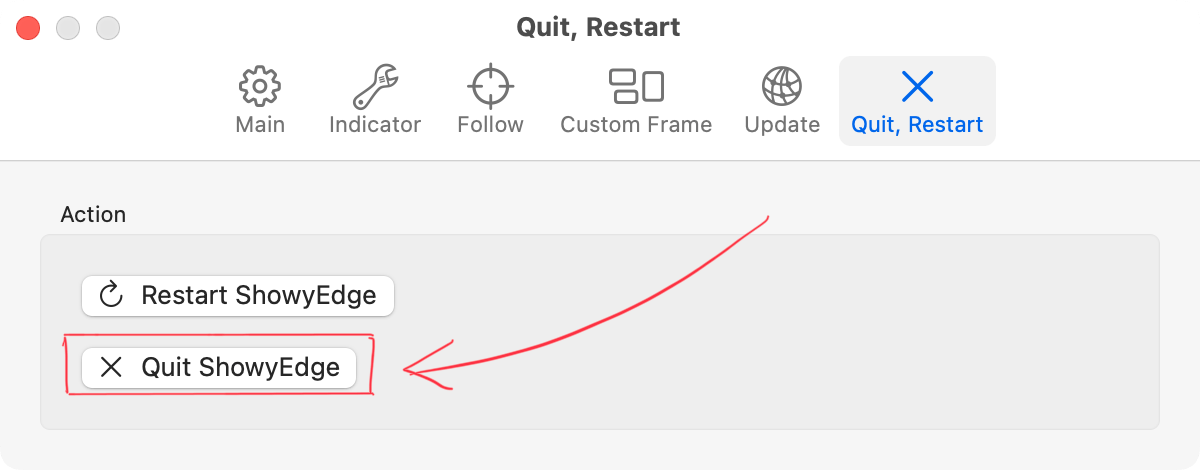 Quit, Restart
Main Indicator Follow Custom Frame Update Quit, Restart
Action
Restart ShowyEdge
Quit ShowyEdge